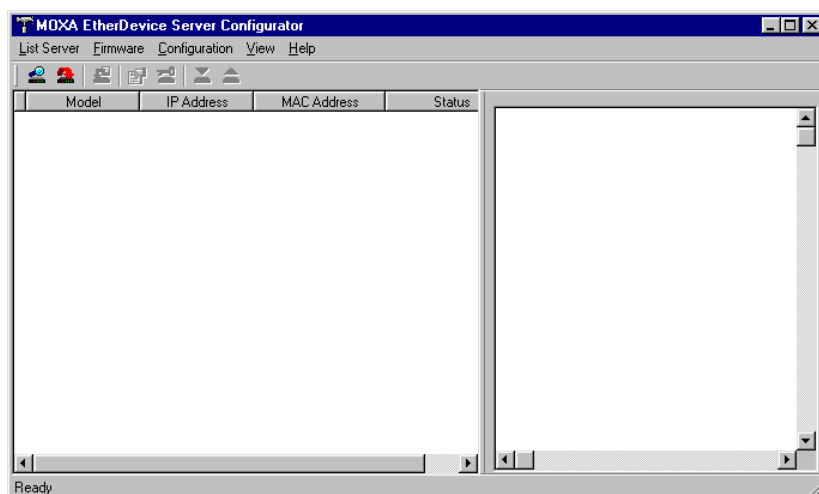 MOXA EtherDevice Server Configurator
List Server Firmware Configuration View Help
Model IP Address MAC Address Status
Ready